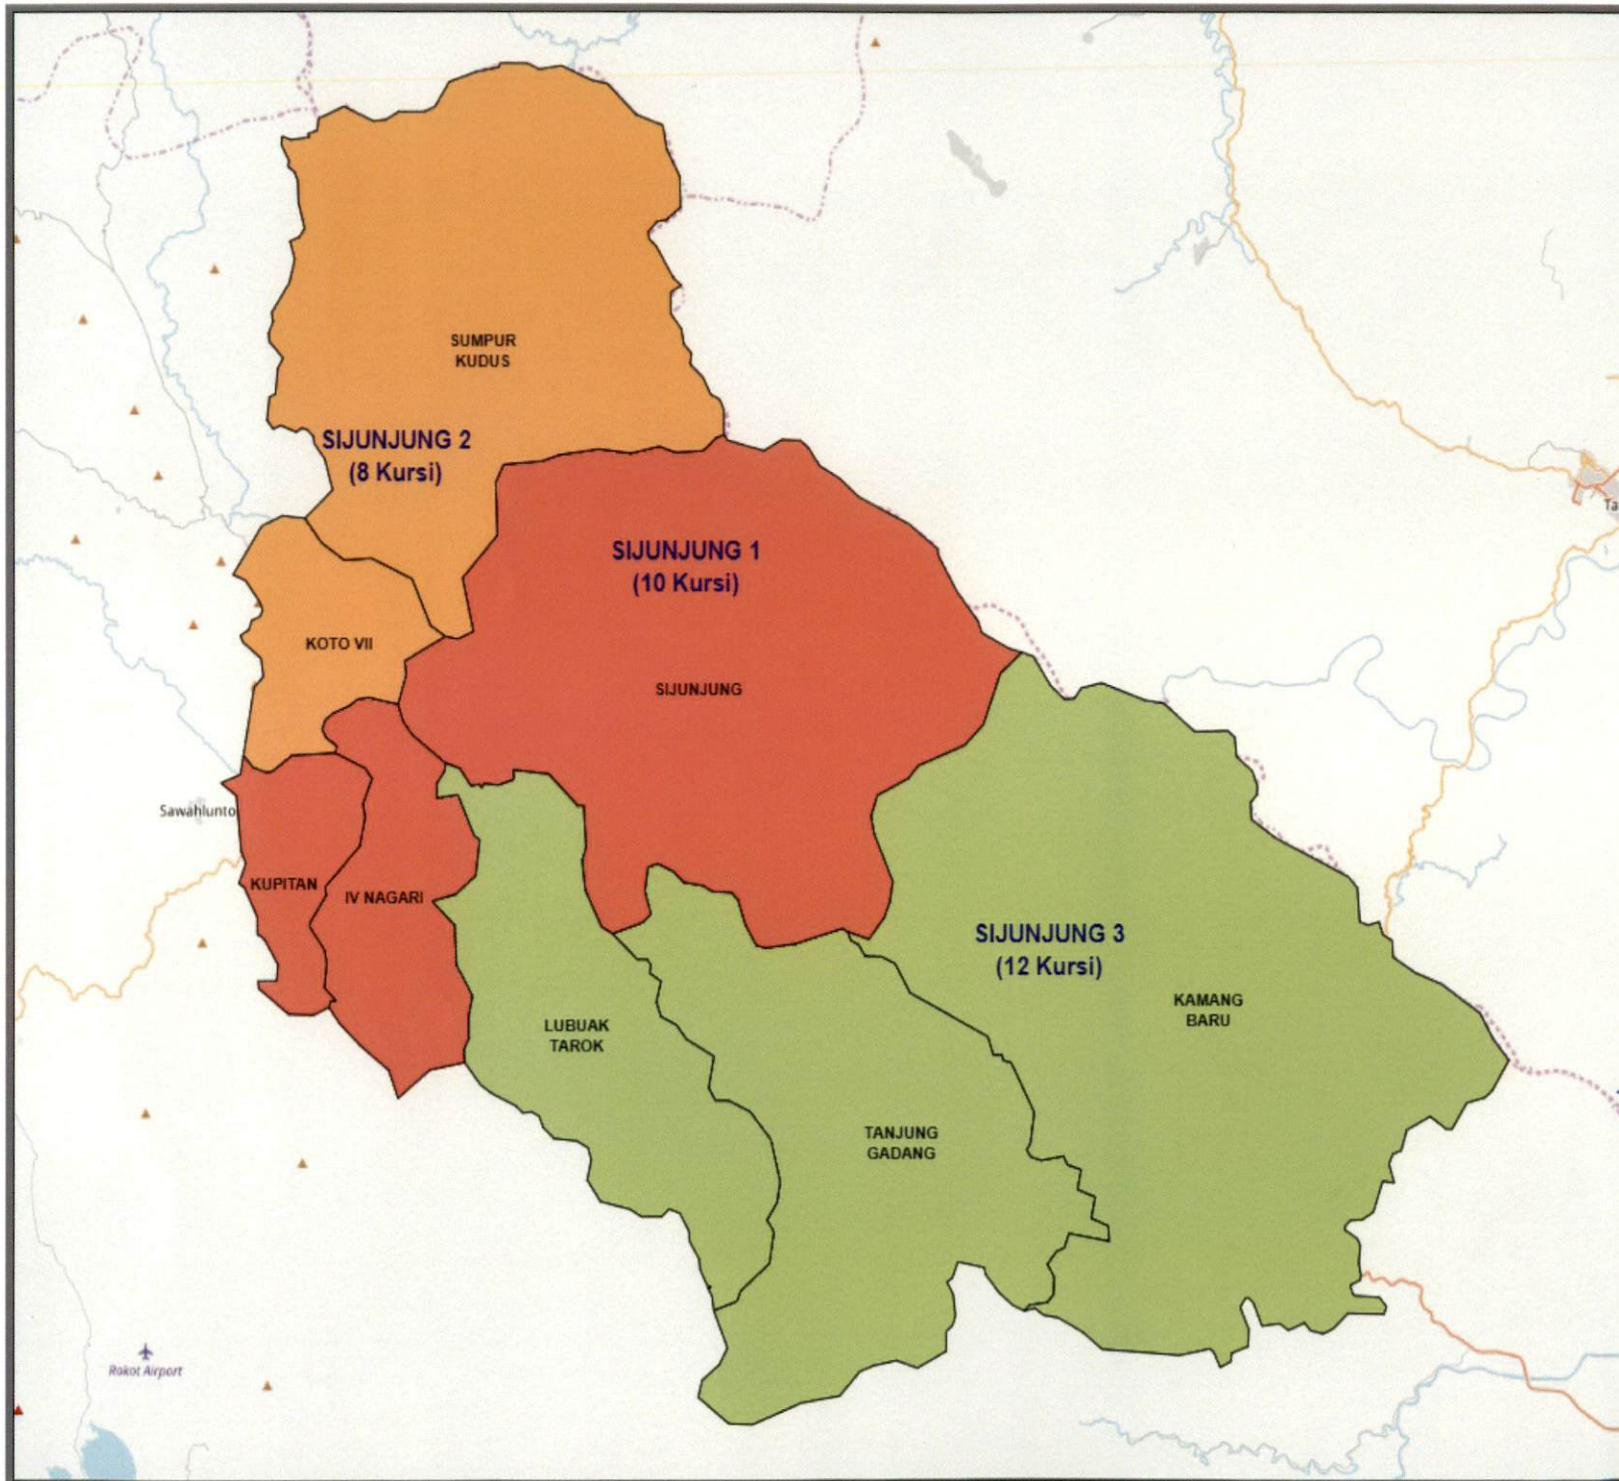 SUMPUR
KUDUS
SIJUNJUNG 2
(8 Kursi)
SIJUNJUNG 1
(10 Kursi)
KOTO VII
SIJUNJUNG
Sawahlunto
KUPITAN
IV NAGARI
SIJUNJUNG 3
(12 Kursi)
KAMANG
BARU
LUBUAK
TAROK
TANJUNG
GADANG
Rokot Airport
Ta